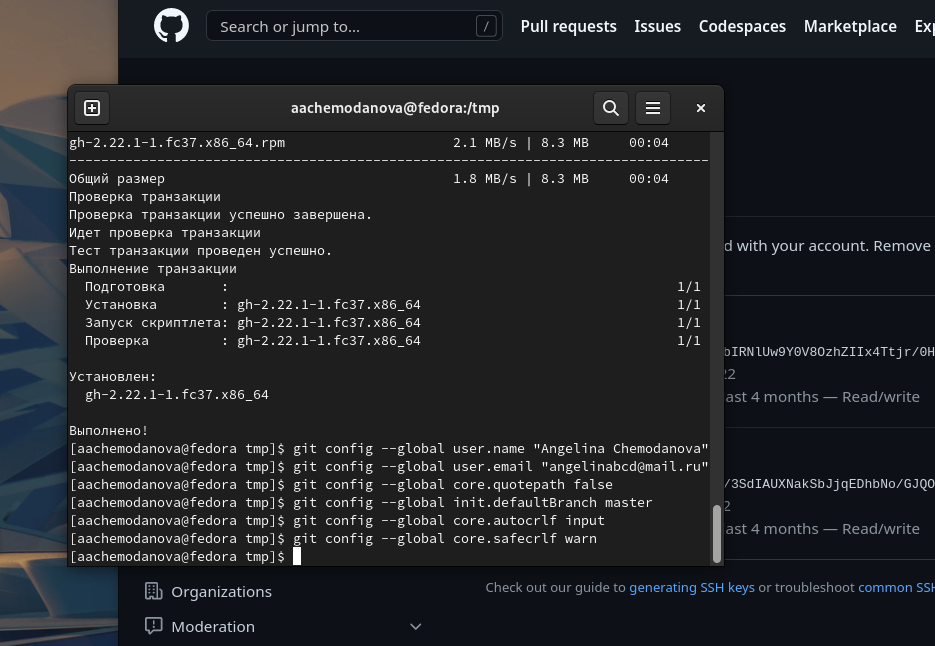 Search or jump to... / Pull requests Issues Codespaces Marketplace
aachemodanova@fedora:/tmp
gh-2.22.1-1.fc37.x86_64.rpm 2.1 MB/s | 8.3 MB 00:04
--------------------------------------------------------------------------------
Общий размер 1.8 MB/s | 8.3 MB 00:04
Проверка транзакции
Проверка транзакции успешно завершена.
Идет проверка транзакции
Тест транзакции проведен успешно.
Выполнение транзакции
Подготовка : 1/1
Установка : gh-2.22.1-1.fc37.x86_64 1/1
Запуск скриптлета: gh-2.22.1-1.fc37.x86_64 1/1
Проверка : gh-2.22.1-1.fc37.x86_64 1/1
Установлен:
gh-2.22.1-1.fc37.x86_64
Выполнено!
[aachemodanova@fedora tmp]$ git config --global user.name "Angelina Chemodanova"
[aachemodanova@fedora tmp]$ git config --global user.email "angelinabcd@mail.ru"
[aachemodanova@fedora tmp]$ git config --global core.quotepath false
[aachemodanova@fedora tmp]$ git config --global init.defaultBranch master
[aachemodanova@fedora tmp]$ git config --global core.autocrlf input
[aachemodanova@fedora tmp]$ git config --global core.safecrlf warn
[aachemodanova@fedora tmp]$
d with your account. Remove
bIRNlUw9Y0V8OzhZIIx4Ttjr/0H
22
ast 4 months — Read/write
/3SdIAUXNakSbJjqEDhbNo/GJQO
2
ast 4 months — Read/write
Organizations
Moderation
Check out our guide to generating SSH keys or troubleshoot common SSH